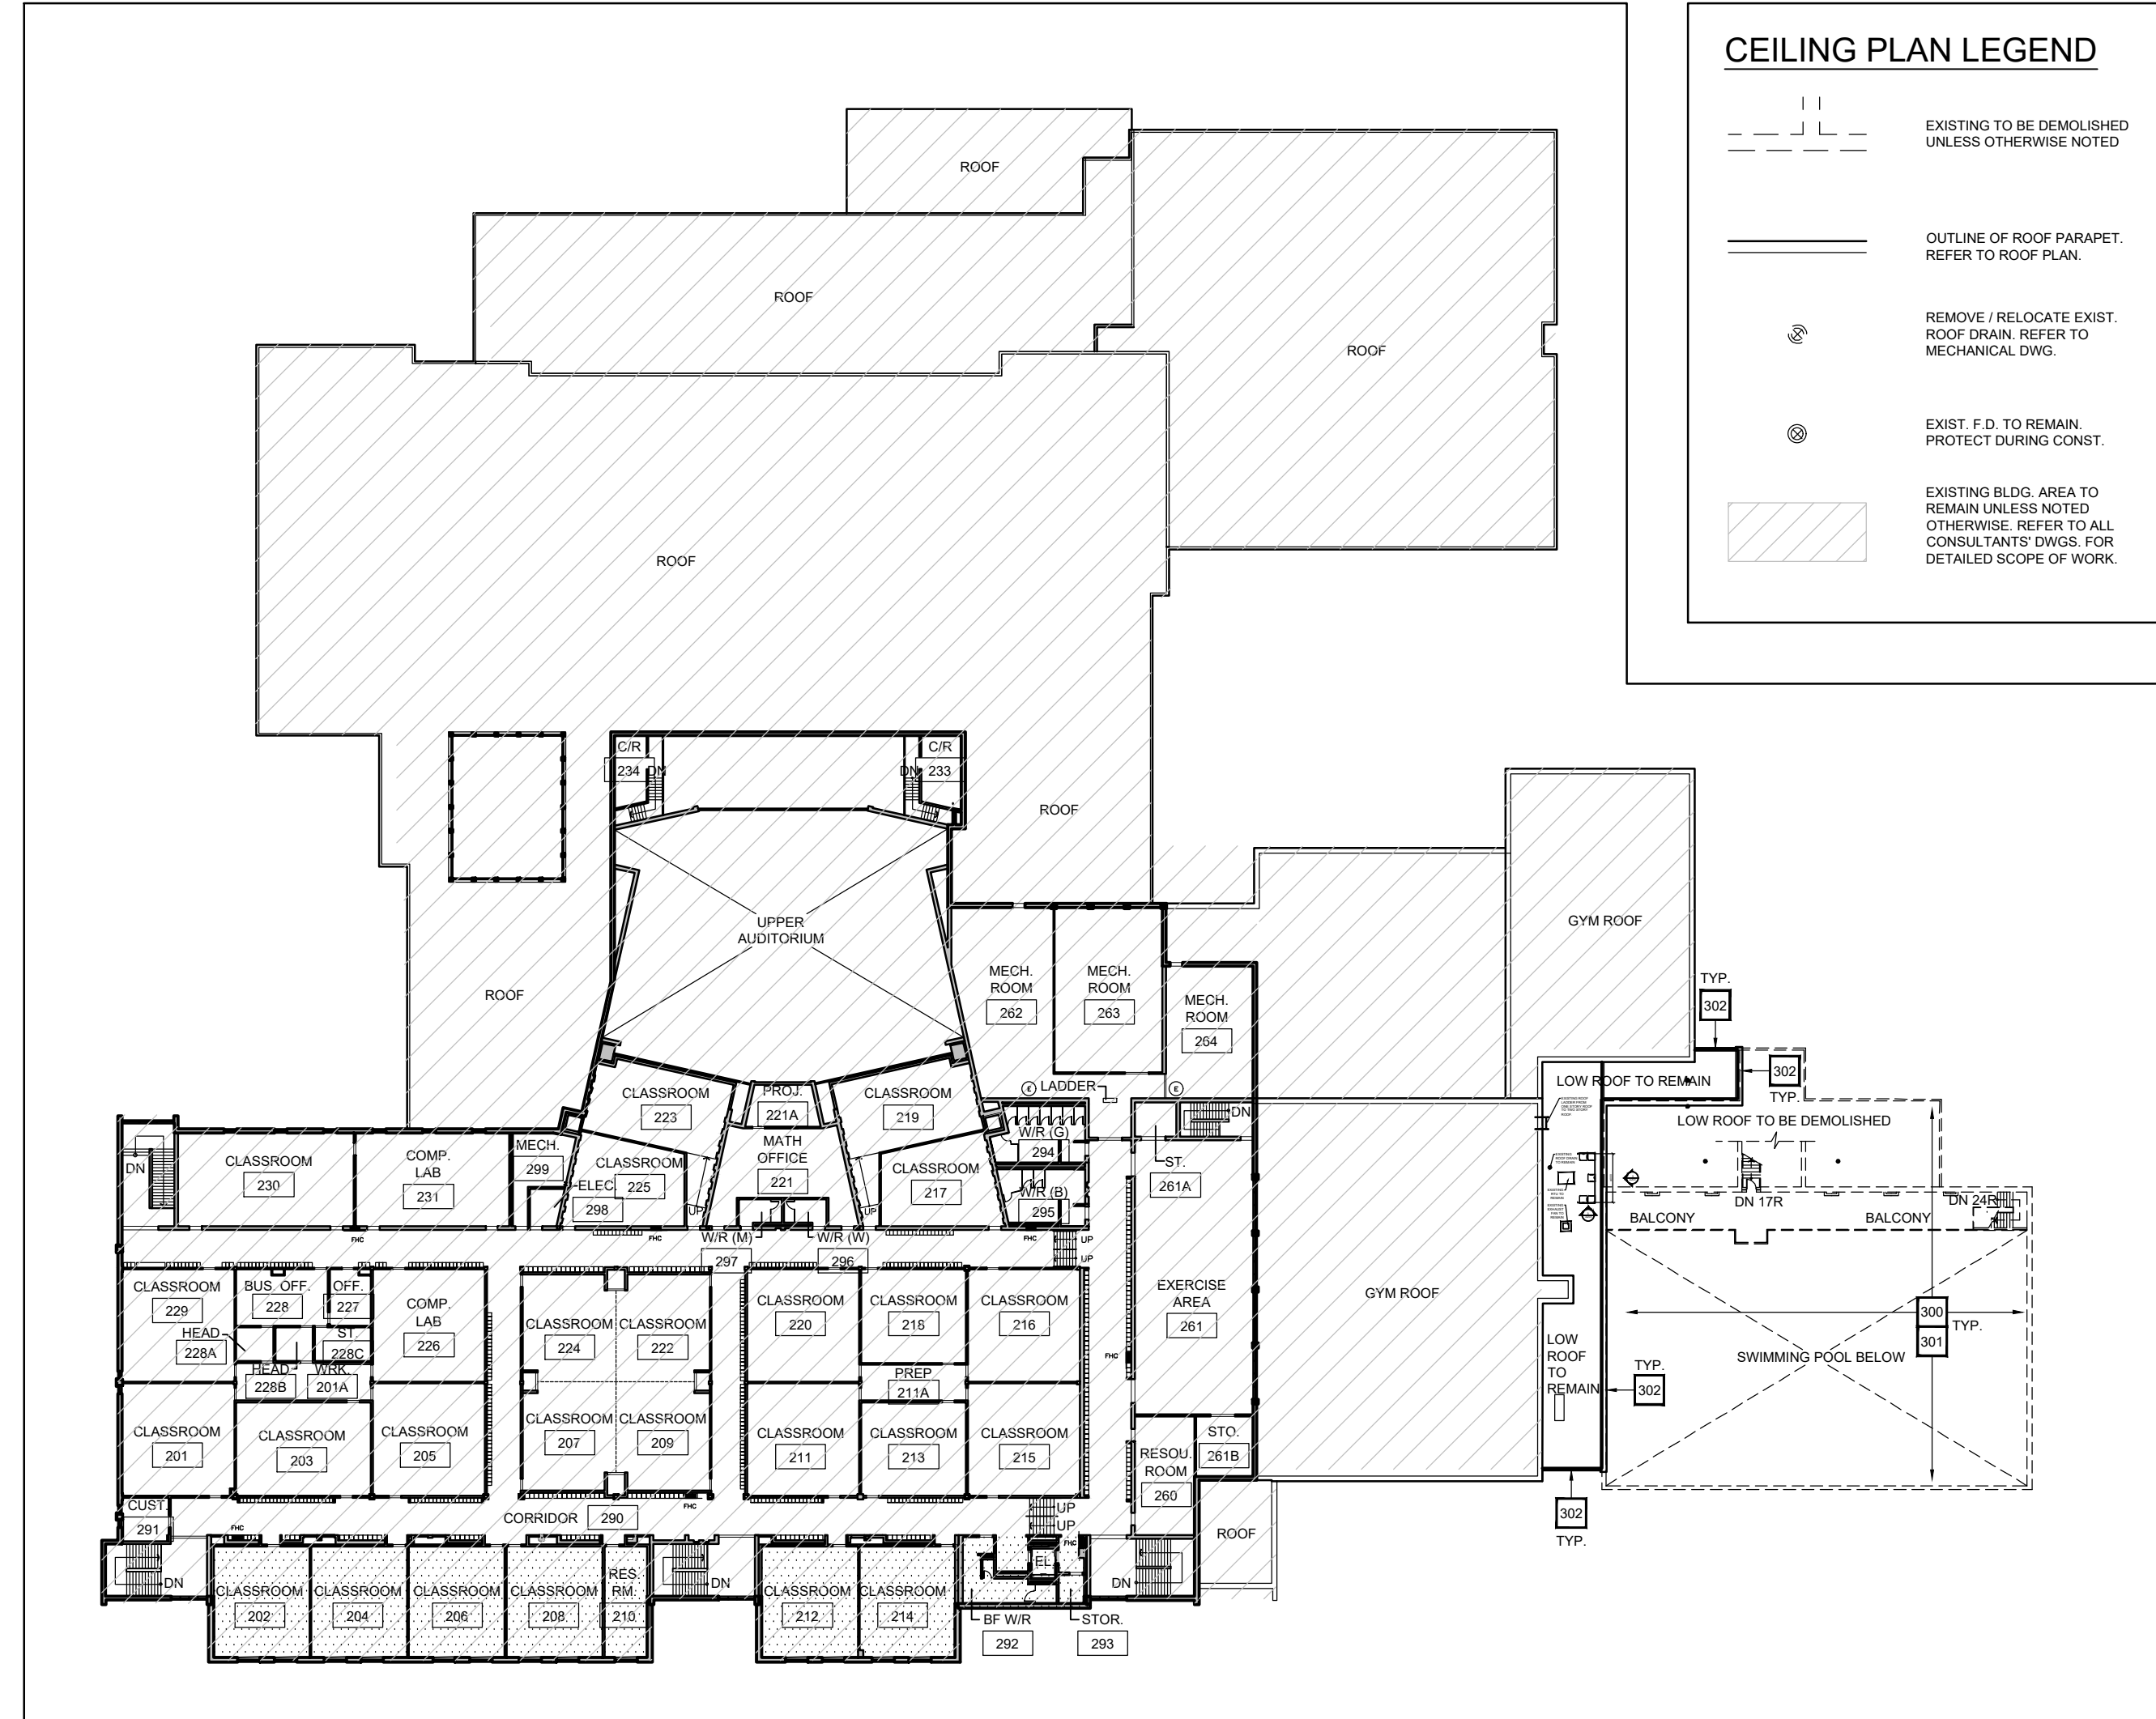 CEILING PLAN LEGEND
EXISTING TO BE DEMOLISHED
UNLESS OTHERWISE NOTED
OUTLINE OF ROOF PARAPET.
REFER TO ROOF PLAN.
REMOVE / RELOCATE EXIST.
ROOF DRAIN. REFER TO
MECHANICAL DWG.
EXIST. F.D. TO REMAIN.
PROTECT DURING CONST.
EXISTING BLDG. AREA TO
REMAIN UNLESS NOTED
OTHERWISE. REFER TO ALL
CONSULTANTS' DWGS. FOR
DETAILED SCOPE OF WORK.
ROOF
ROOF
ROOF
ROOF
C/R
234
DN
C/R
233
DN
ROOF
UPPER
AUDITORIUM
ROOF
MECH.
ROOM
262
MECH.
ROOM
263
MECH.
ROOM
264
GYM ROOF
TYP.
302
302
TYP.
LOW ROOF TO REMAIN
LOW ROOF TO BE DEMOLISHED
E
LADDER
E
CLASSROOM
223
PROJ.
221A
CLASSROOM
219
DN
W/R (G)
294
MATH
OFFICE
221
DN
CLASSROOM
230
COMP.
LAB
231
MECH.
299
ELEC.
298
CLASSROOM
225
UP
UP
CLASSROOM
217
W/R (B)
295
ST.
261A
DN 17R
DN 24R
BALCONY
BALCONY
FHC
FHC
W/R (M)
297
W/R (W)
296
FHC
UP
UP
CLASSROOM
229
BUS. OFF.
228
OFF.
227
COMP.
LAB
226
HEAD
228A
ST.
228C
HEAD
228B
WRK.
201A
CLASSROOM
224
CLASSROOM
222
CLASSROOM
220
CLASSROOM
218
CLASSROOM
216
EXERCISE
AREA
261
GYM ROOF
300
301
TYP.
FHC
PREP
211A
LOW
ROOF
TO
REMAIN
SWIMMING POOL BELOW
TYP.
302
CLASSROOM
201
CLASSROOM
203
CLASSROOM
205
CLASSROOM
207
CLASSROOM
209
CLASSROOM
211
CLASSROOM
213
CLASSROOM
215
RESOU.
ROOM
260
STO.
261B
CUST.
291
FHC
CORRIDOR
290
FHC
UP
UP
302
TYP.
ROOF
FHC
EL.
DN
DN
DN
CLASSROOM
202
CLASSROOM
204
CLASSROOM
206
CLASSROOM
208
RES.
RM.
210
CLASSROOM
212
CLASSROOM
214
BF W/R
292
STOR.
293